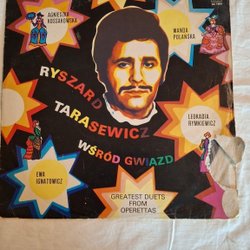 AGNIESZKA
KOSSAKOWSKA
WANDA
POLAŃSKA
RYSZARD
TARASEWICZ
WŚRÓD GWIAZD
LEOKADIA
RYMKIEWICZ
EWA
IGNATOWICZ
GREATEST DUETS
FROM
OPERETTAS